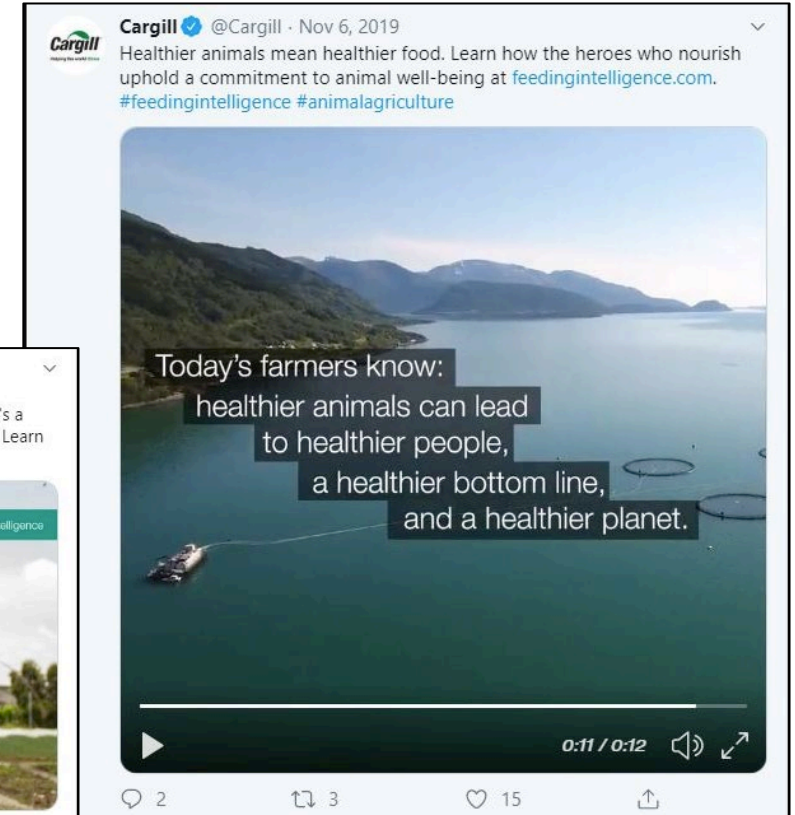 Cargill @Cargill · Nov 6, 2019
Cargill
Healthier animals mean healthier food. Learn how the heroes who nourish
uphold a commitment to animal well-being at feedingintelligence.com.
#feedingintelligence #animalagriculture
Today's farmers know:
healthier animals can lead
to healthier people,
a healthier bottom line,
and a healthier planet.
0:11 / 0:12
2
3
15
's a
Learn
elligence